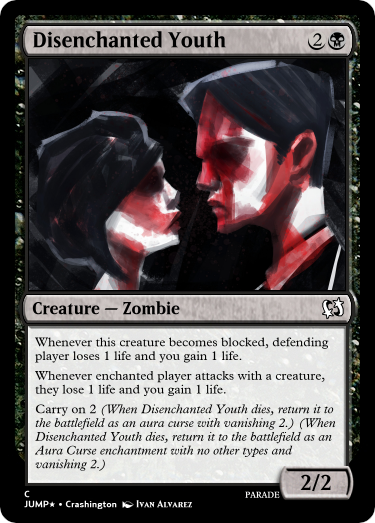 Disenchanted Youth 2
Creature — Zombie
Whenever this creature becomes blocked, defending
player loses 1 life and you gain 1 life.
Whenever enchanted player attacks with a creature,
they lose 1 life and you gain 1 life.
Carry on 2 (When Disenchanted Youth dies, return it to
the battlefield as an aura curse with vanishing 2.) (When
Disenchanted Youth dies, return it to the battlefield as an
Aura Curse enchantment with no other types and
vanishing 2.)
2/2
C PARADE
JUMP★ • Crashington Ivan Alvarez